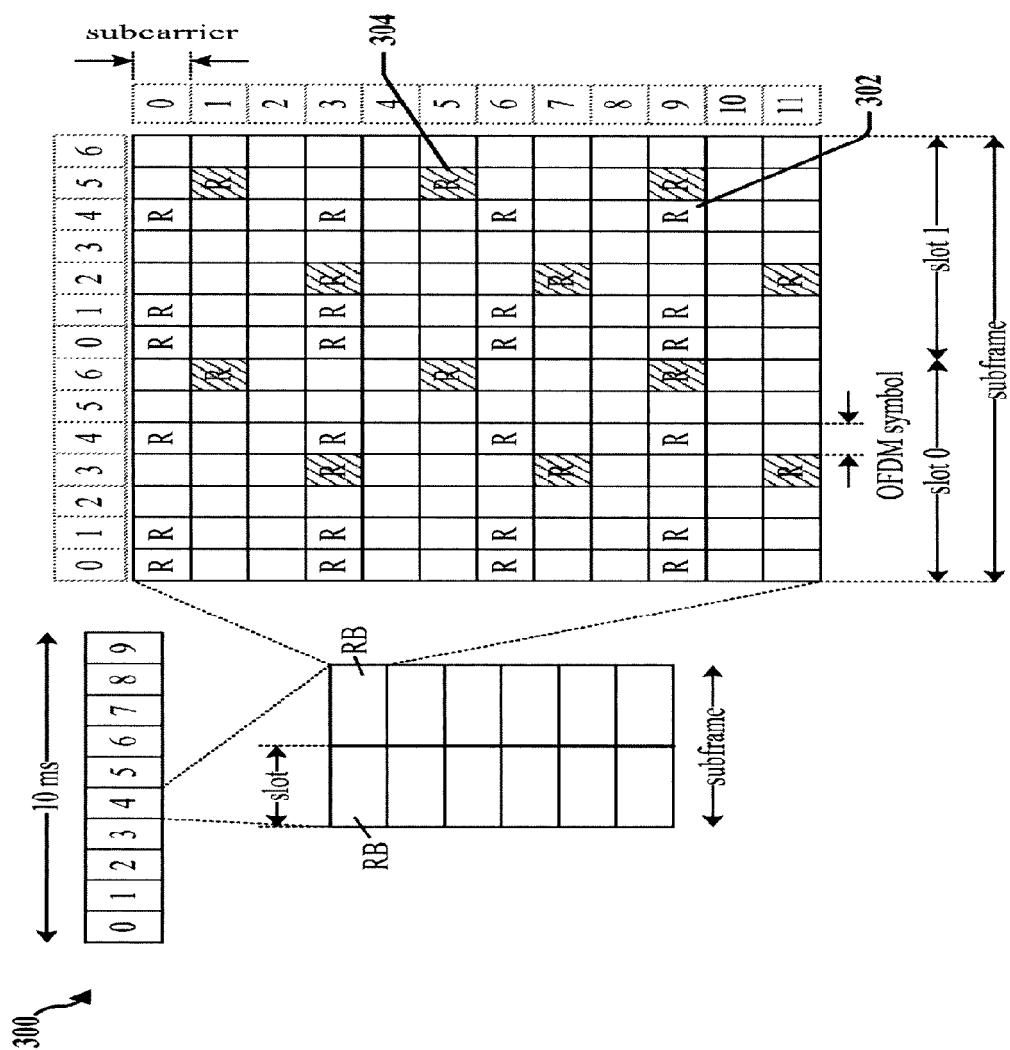 300
10 ms
0 1 2 3 4 5 6 7 8 9
slot
RB
RB
subframe
subcarrier
0 1 2 3 4 5 6 0 1 2 3 4 5 6
R R R R R R 0
R R 1
2
R R R R R R R R 3
4
R R 5
R R R R R R 6
R R 7
8
R R R R R R R R 9
10
R R 11
304
302
OFDM symbol
slot 0
slot 1
subframe